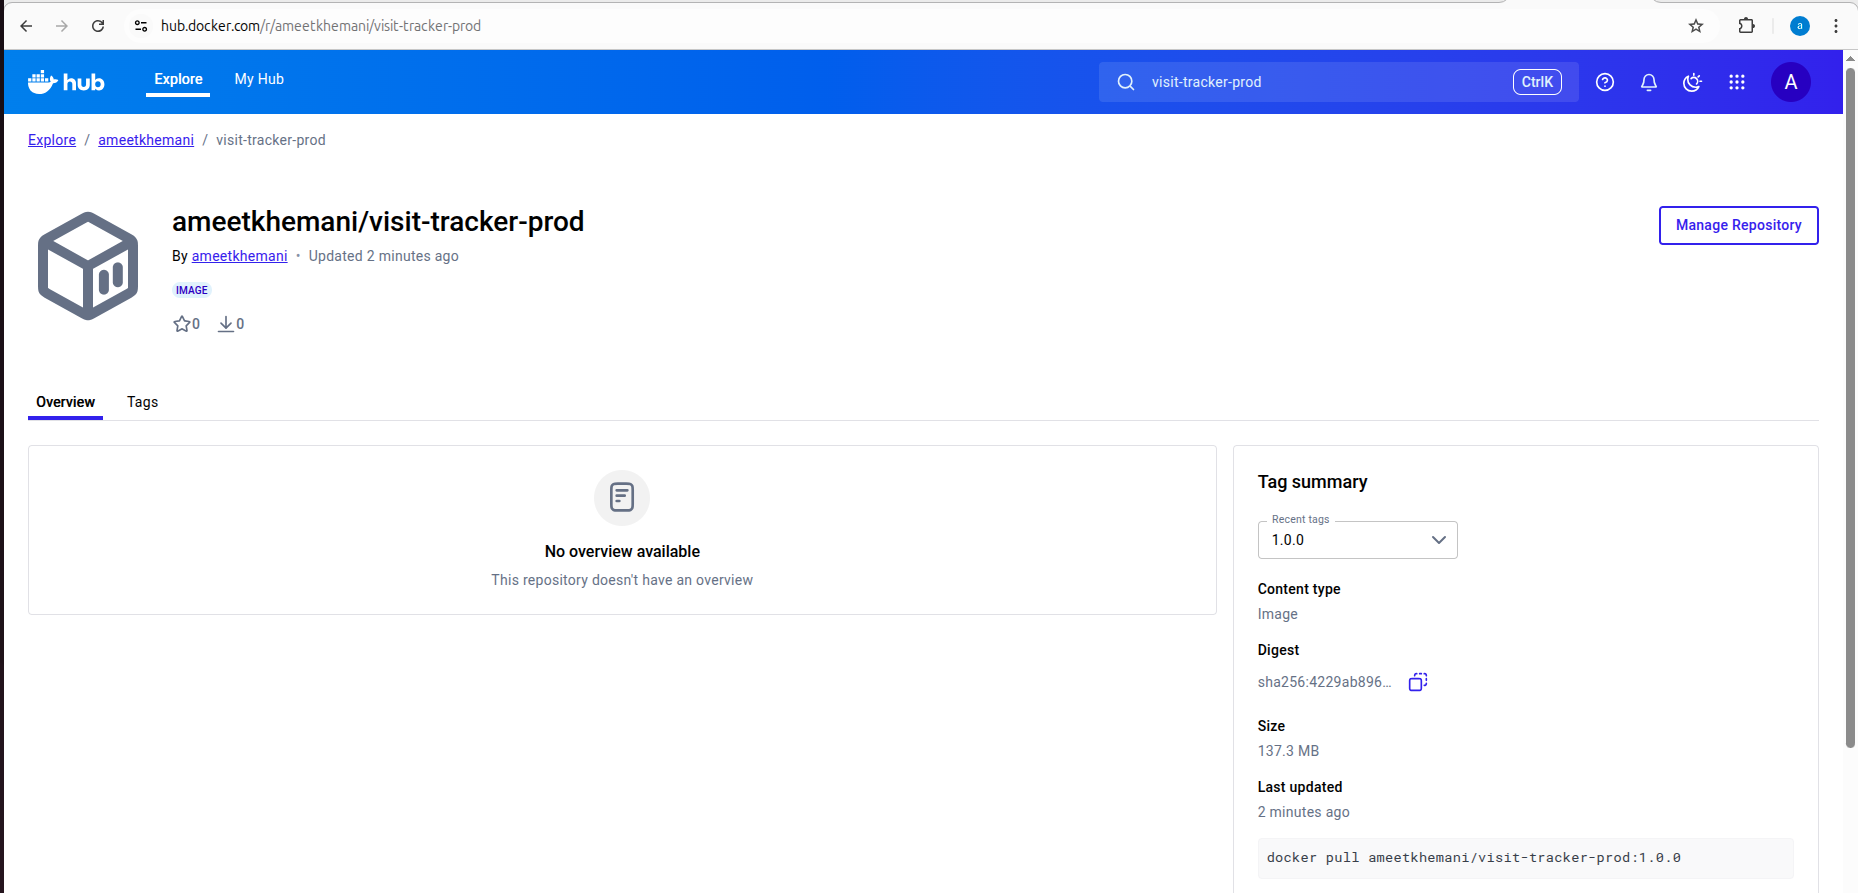 hub.docker.com/r/ameetkhemani/visit-tracker-prod
a
hub
Explore
My Hub
visit-tracker-prod
CtrlK
A
Explore / ameetkhemani / visit-tracker-prod
ameetkhemani/visit-tracker-prod
Manage Repository
By ameetkhemani • Updated 2 minutes ago
IMAGE
0 0
Overview Tags
No overview available
This repository doesn't have an overview
Tag summary
Recent tags
1.0.0
Content type
Image
Digest
sha256:4229ab896...
Size
137.3 MB
Last updated
2 minutes ago
docker pull ameetkhemani/visit-tracker-prod:1.0.0